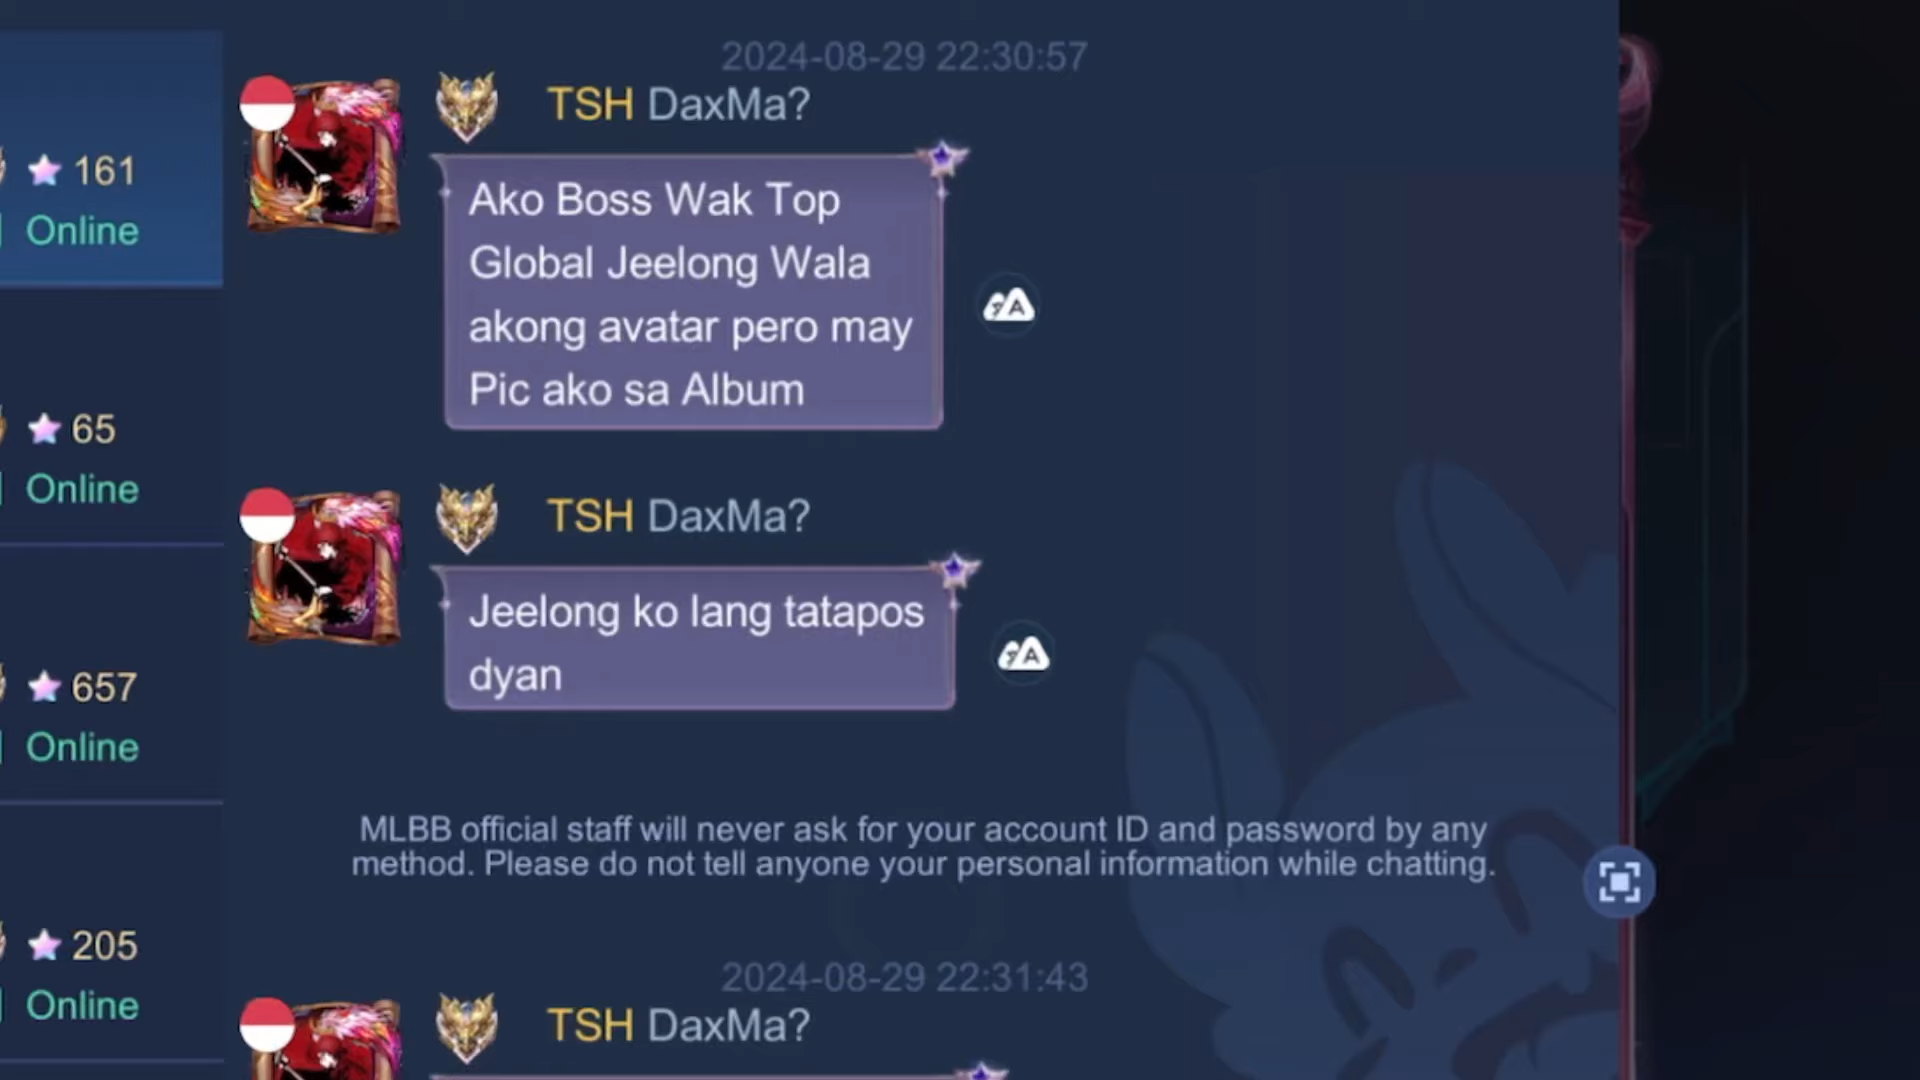 2024-08-29 22:30:57
TSH DaxMa?
Ako Boss Wak Top
Global Jeelong Wala
akong avatar pero may
Pic ako sa Album
TSH DaxMa?
Jeelong ko lang tatapos
dyan
MLBB official staff will never ask for your account ID and password by any
method. Please do not tell anyone your personal information while chatting.
2024-08-29 22:31:43
TSH DaxMa?
161
Online
65
Online
657
Online
205
Online